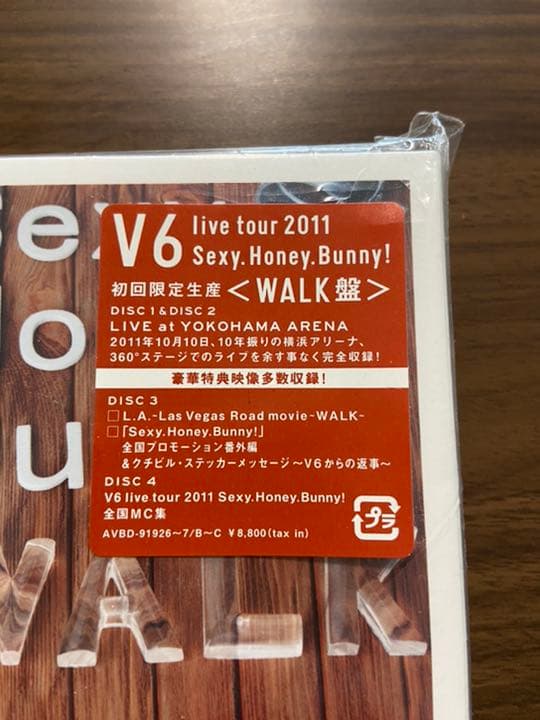 V6 live tour 2011
Sexy.Honey.Bunny!
初回限定生産＜WALK盤＞
DISC 1 & DISC 2
LIVE at YOKOHAMA ARENA
2011年10月10日、10年振りの横浜アリーナ、
360°ステージでのライブを余す事なく完全収録！
豪華特典映像多数収録！
DISC 3
□L.A.-Las Vegas Road movie-WALK-
□「Sexy.Honey.Bunny!」
全国プロモーション番外編
&クチビル・ステッカーメッセージ 〜V6からの返事〜
DISC 4
V6 live tour 2011 Sexy.Honey.Bunny!
全国MC集
AVBD-91926〜7/B〜C ￥8,800(tax in)
プラ
WALK